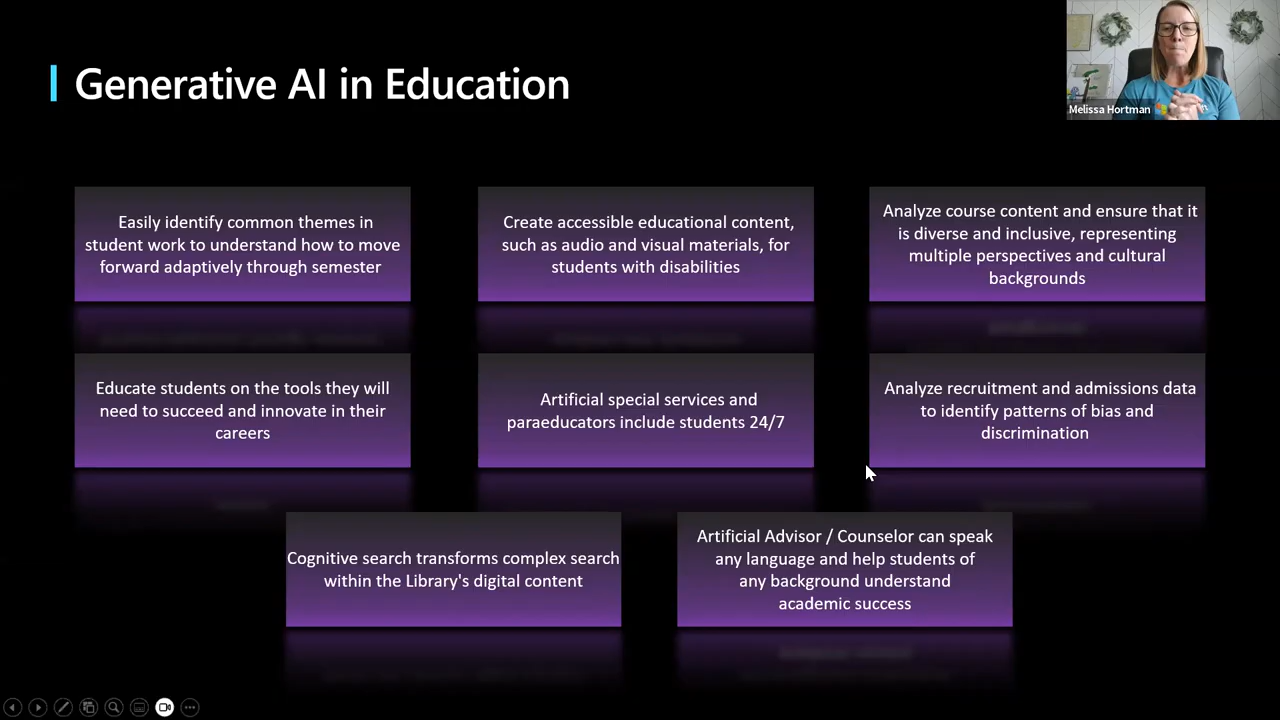 Generative AI in Education
Melissa Hortman
Easily identify common themes in
student work to understand how to move
forward adaptively through semester
Create accessible educational content,
such as audio and visual materials, for
students with disabilities
Analyze course content and ensure that it
is diverse and inclusive, representing
multiple perspectives and cultural
backgrounds
Educate students on the tools they will
need to succeed and innovate in their
careers
Artificial special services and
paraeducators include students 24/7
Analyze recruitment and admissions data
to identify patterns of bias and
discrimination
Cognitive search transforms complex search
within the Library's digital content
Artificial Advisor / Counselor can speak
any language and help students of
any background understand
academic success